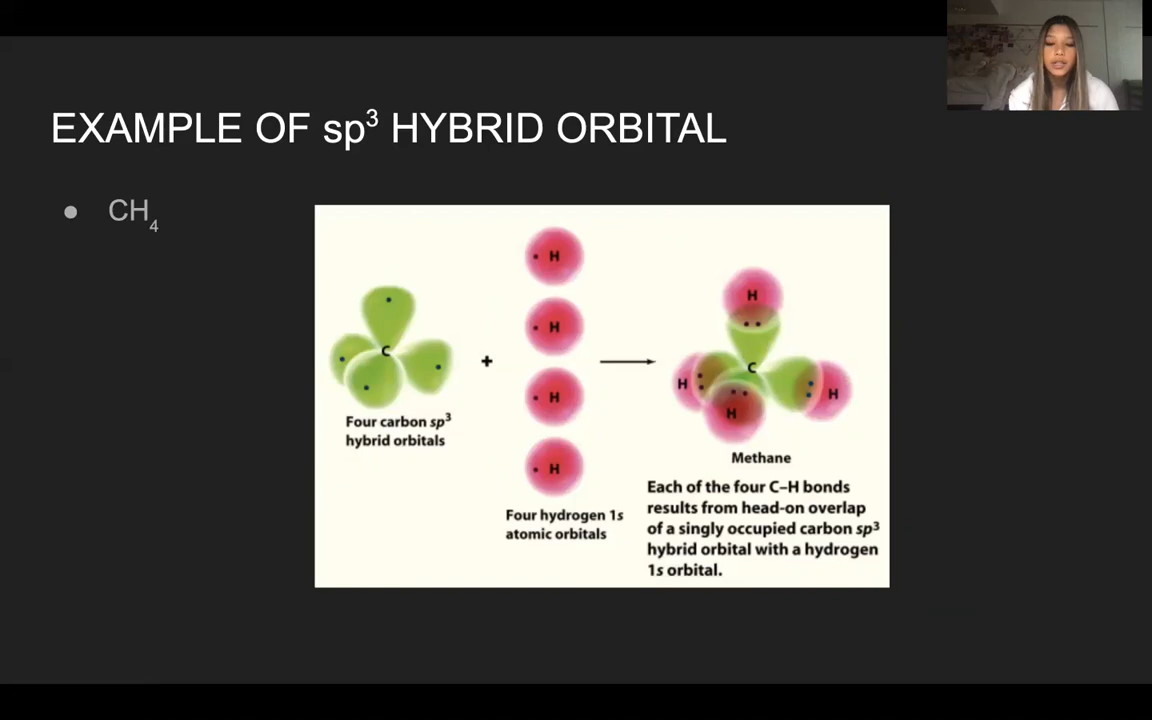 EXAMPLE OF sp³ HYBRID ORBITAL
● CH₄
H
H
H
H
C
+
Four carbon sp³
hybrid orbitals
Four hydrogen 1s
atomic orbitals
H
C
H
H
H
Methane
Each of the four C–H bonds
results from head-on overlap
of a singly occupied carbon sp³
hybrid orbital with a hydrogen
1s orbital.